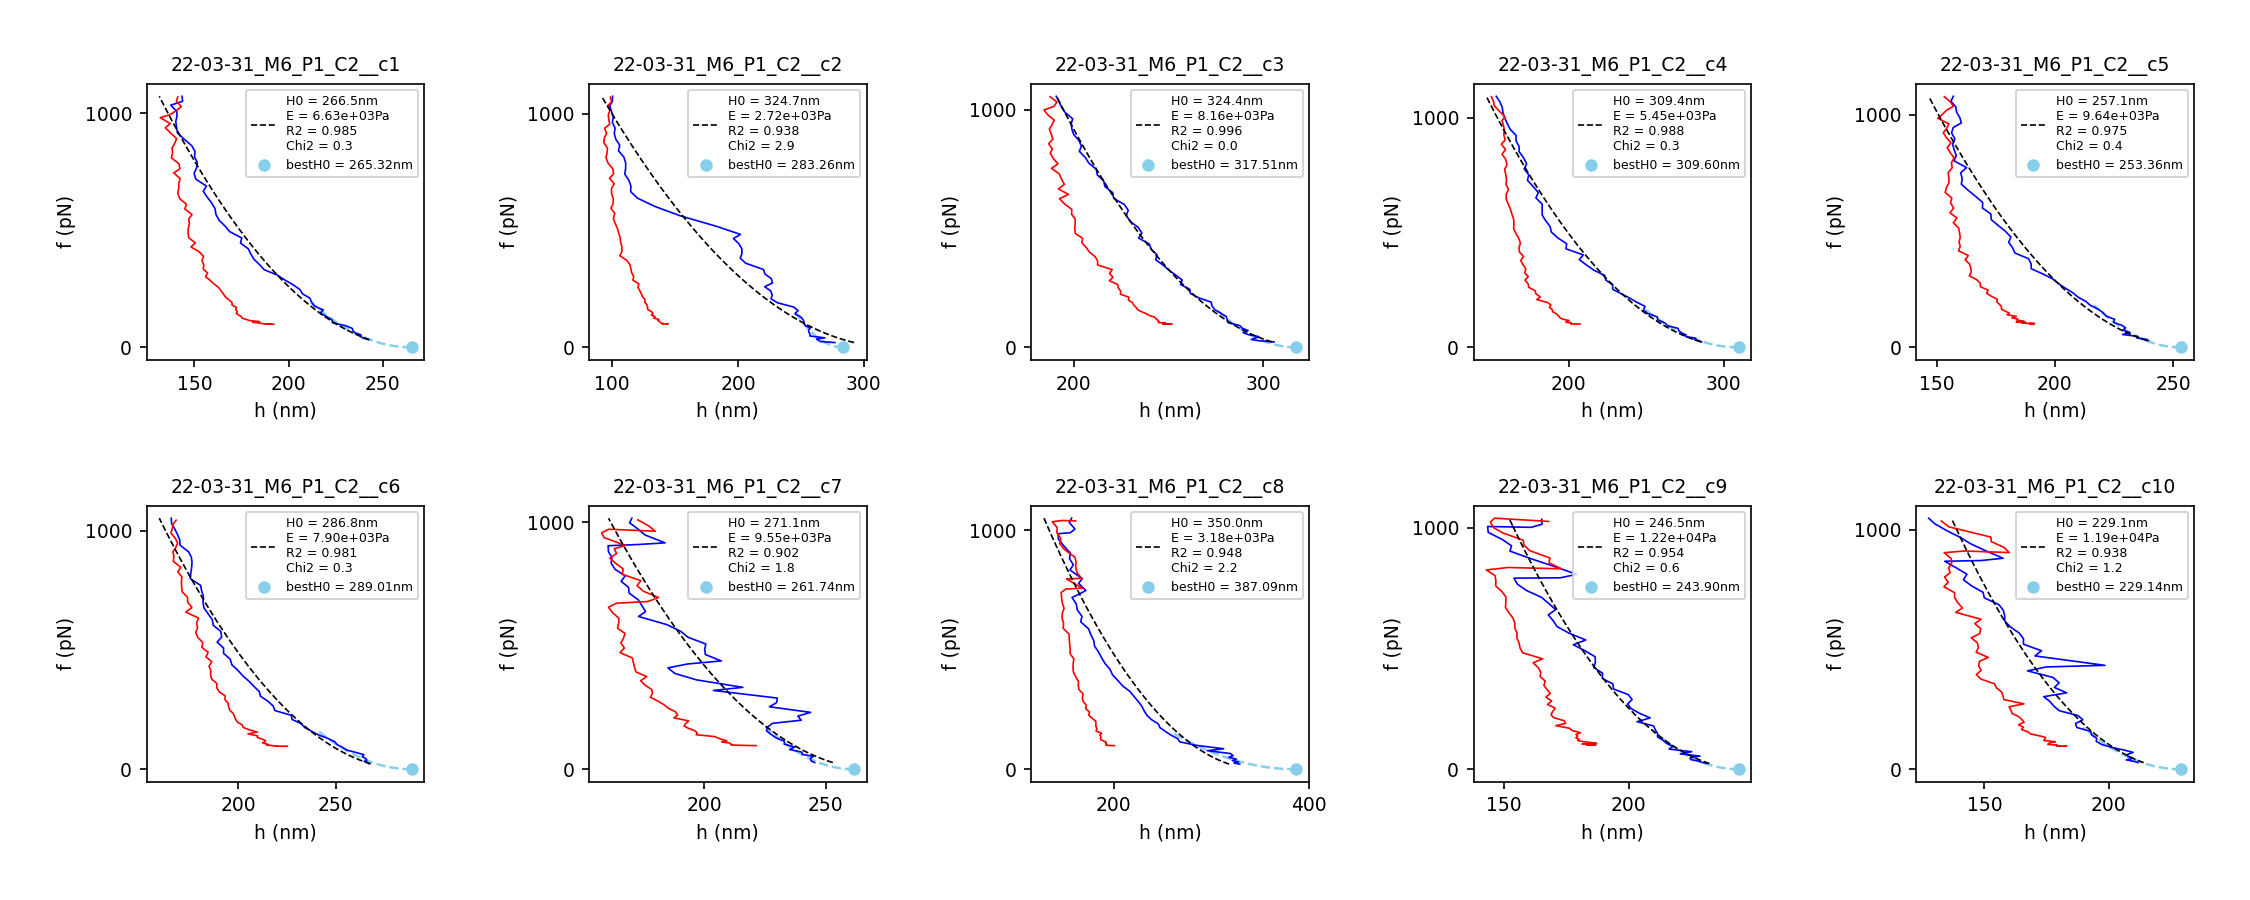 22-03-31_M6_P1_C2__c1
H0 = 266.5nm
E = 6.63e+03Pa
R2 = 0.985
Chi2 = 0.3
bestH0 = 265.32nm
1000
0
f (pN)
150 200 250
h (nm)
22-03-31_M6_P1_C2__c2
H0 = 324.7nm
E = 2.72e+03Pa
R2 = 0.938
Chi2 = 2.9
bestH0 = 283.26nm
1000
0
f (pN)
100 200 300
h (nm)
22-03-31_M6_P1_C2__c3
H0 = 324.4nm
E = 8.16e+03Pa
R2 = 0.996
Chi2 = 0.0
bestH0 = 317.51nm
1000
0
f (pN)
200 300
h (nm)
22-03-31_M6_P1_C2__c4
H0 = 309.4nm
E = 5.45e+03Pa
R2 = 0.988
Chi2 = 0.3
bestH0 = 309.60nm
1000
0
f (pN)
200 300
h (nm)
22-03-31_M6_P1_C2__c5
H0 = 257.1nm
E = 9.64e+03Pa
R2 = 0.975
Chi2 = 0.4
bestH0 = 253.36nm
1000
0
f (pN)
150 200 250
h (nm)
22-03-31_M6_P1_C2__c6
H0 = 286.8nm
E = 7.90e+03Pa
R2 = 0.981
Chi2 = 0.3
bestH0 = 289.01nm
1000
0
f (pN)
200 250
h (nm)
22-03-31_M6_P1_C2__c7
H0 = 271.1nm
E = 9.55e+03Pa
R2 = 0.902
Chi2 = 1.8
bestH0 = 261.74nm
1000
0
f (pN)
200 250
h (nm)
22-03-31_M6_P1_C2__c8
H0 = 350.0nm
E = 3.18e+03Pa
R2 = 0.948
Chi2 = 2.2
bestH0 = 387.09nm
1000
0
f (pN)
200 400
h (nm)
22-03-31_M6_P1_C2__c9
H0 = 246.5nm
E = 1.22e+04Pa
R2 = 0.954
Chi2 = 0.6
bestH0 = 243.90nm
1000
0
f (pN)
150 200
h (nm)
22-03-31_M6_P1_C2__c10
H0 = 229.1nm
E = 1.19e+04Pa
R2 = 0.938
Chi2 = 1.2
bestH0 = 229.14nm
1000
0
f (pN)
150 200
h (nm)